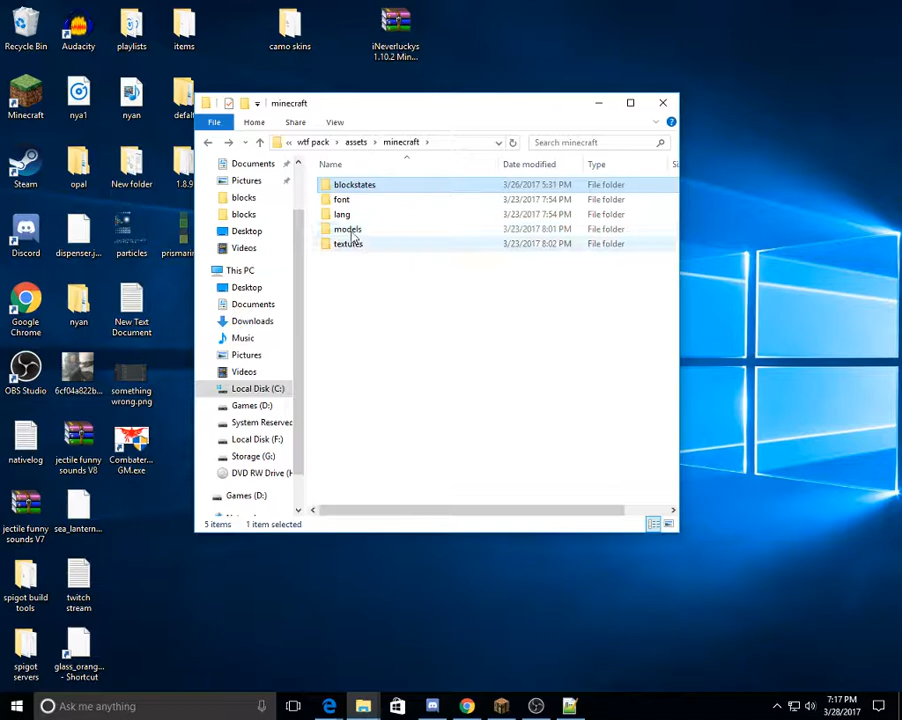 Recycle Bin
Audacity
playlists
items
camo skins
iNeverluckys
1.10.2 Min...
Minecraft
nya1
nyan
Steam
opal
New folder
1.8.9
Discord
dispenser.j...
particles
prismarin
Google
Chrome
nyan
New Text
Document
OBS Studio
6cf04a822b...
something
wrong.png
nativelog
jectile funny
sounds V8
Combater...
GM.exe
jectile funny
sounds V7
sea_lantern...
spigot build
tools
twitch
stream
spigot
servers
glass_orang...
- Shortcut
minecraft
File
Home
Share
View
« wtf pack › assets › minecraft ›
Search minecraft
Documents
Pictures
blocks
blocks
Desktop
Videos
This PC
Desktop
Documents
Downloads
Music
Pictures
Videos
Local Disk (C:)
Games (D:)
System Reserved
Local Disk (F:)
Storage (G:)
DVD RW Drive (H
Games (D:)
Name Date modified Type
blockstates 3/26/2017 5:31 PM File folder
font 3/23/2017 7:54 PM File folder
lang 3/23/2017 7:54 PM File folder
models 3/23/2017 8:01 PM File folder
textures 3/23/2017 8:02 PM File folder
5 items 1 item selected
Ask me anything
7:17 PM
3/28/2017